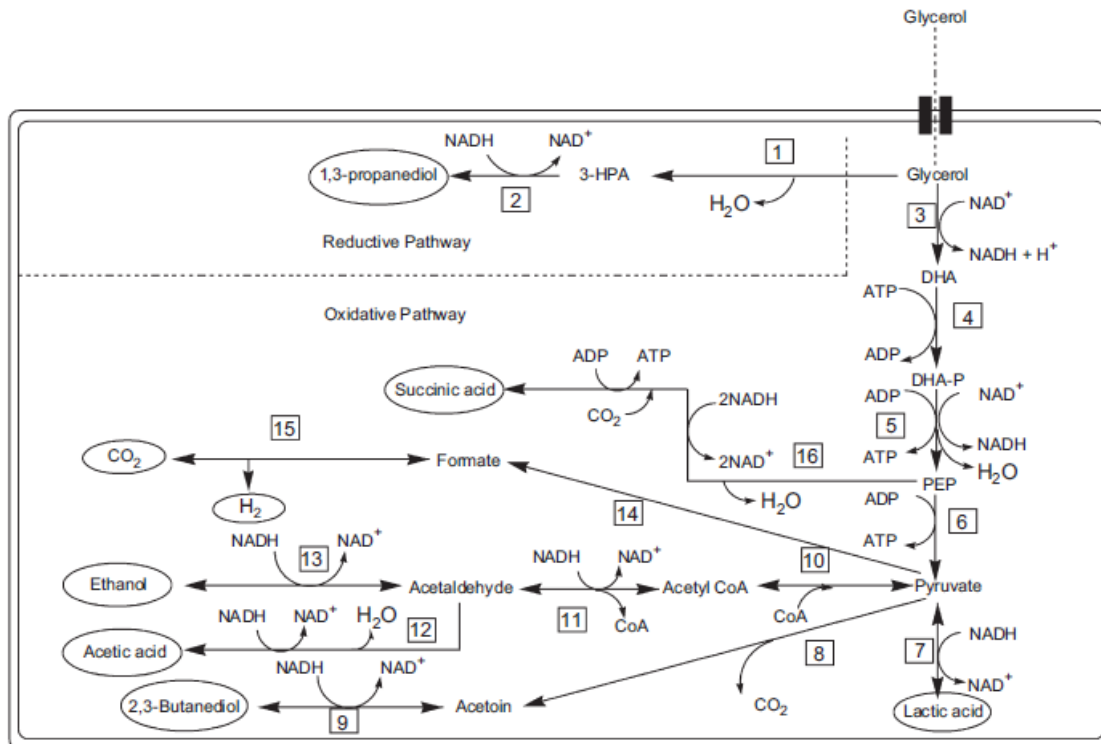 Glycerol
NADH
NAD+
1
1,3-propanediol
3-HPA
Glycerol
2
H2O
3
NAD+
Reductive Pathway
NADH + H+
DHA
ATP
Oxidative Pathway
4
ADP
ADP
ATP
DHA-P
Succinic acid
ADP
NAD+
CO2
2NADH
5
15
NADH
CO2
Formate
2NAD+
16
ATP
H2O
PEP
H2O
ADP
H2
14
6
NADH
13
NAD+
NADH
NAD+
10
ATP
Ethanol
Acetaldehyde
Acetyl CoA
Pyruvate
NADH
NAD+
H2O
12
11
CoA
CoA
NADH
Acetic acid
8
7
NADH
NAD+
NAD+
2,3-Butanediol
Acetoin
CO2
9
Lactic acid